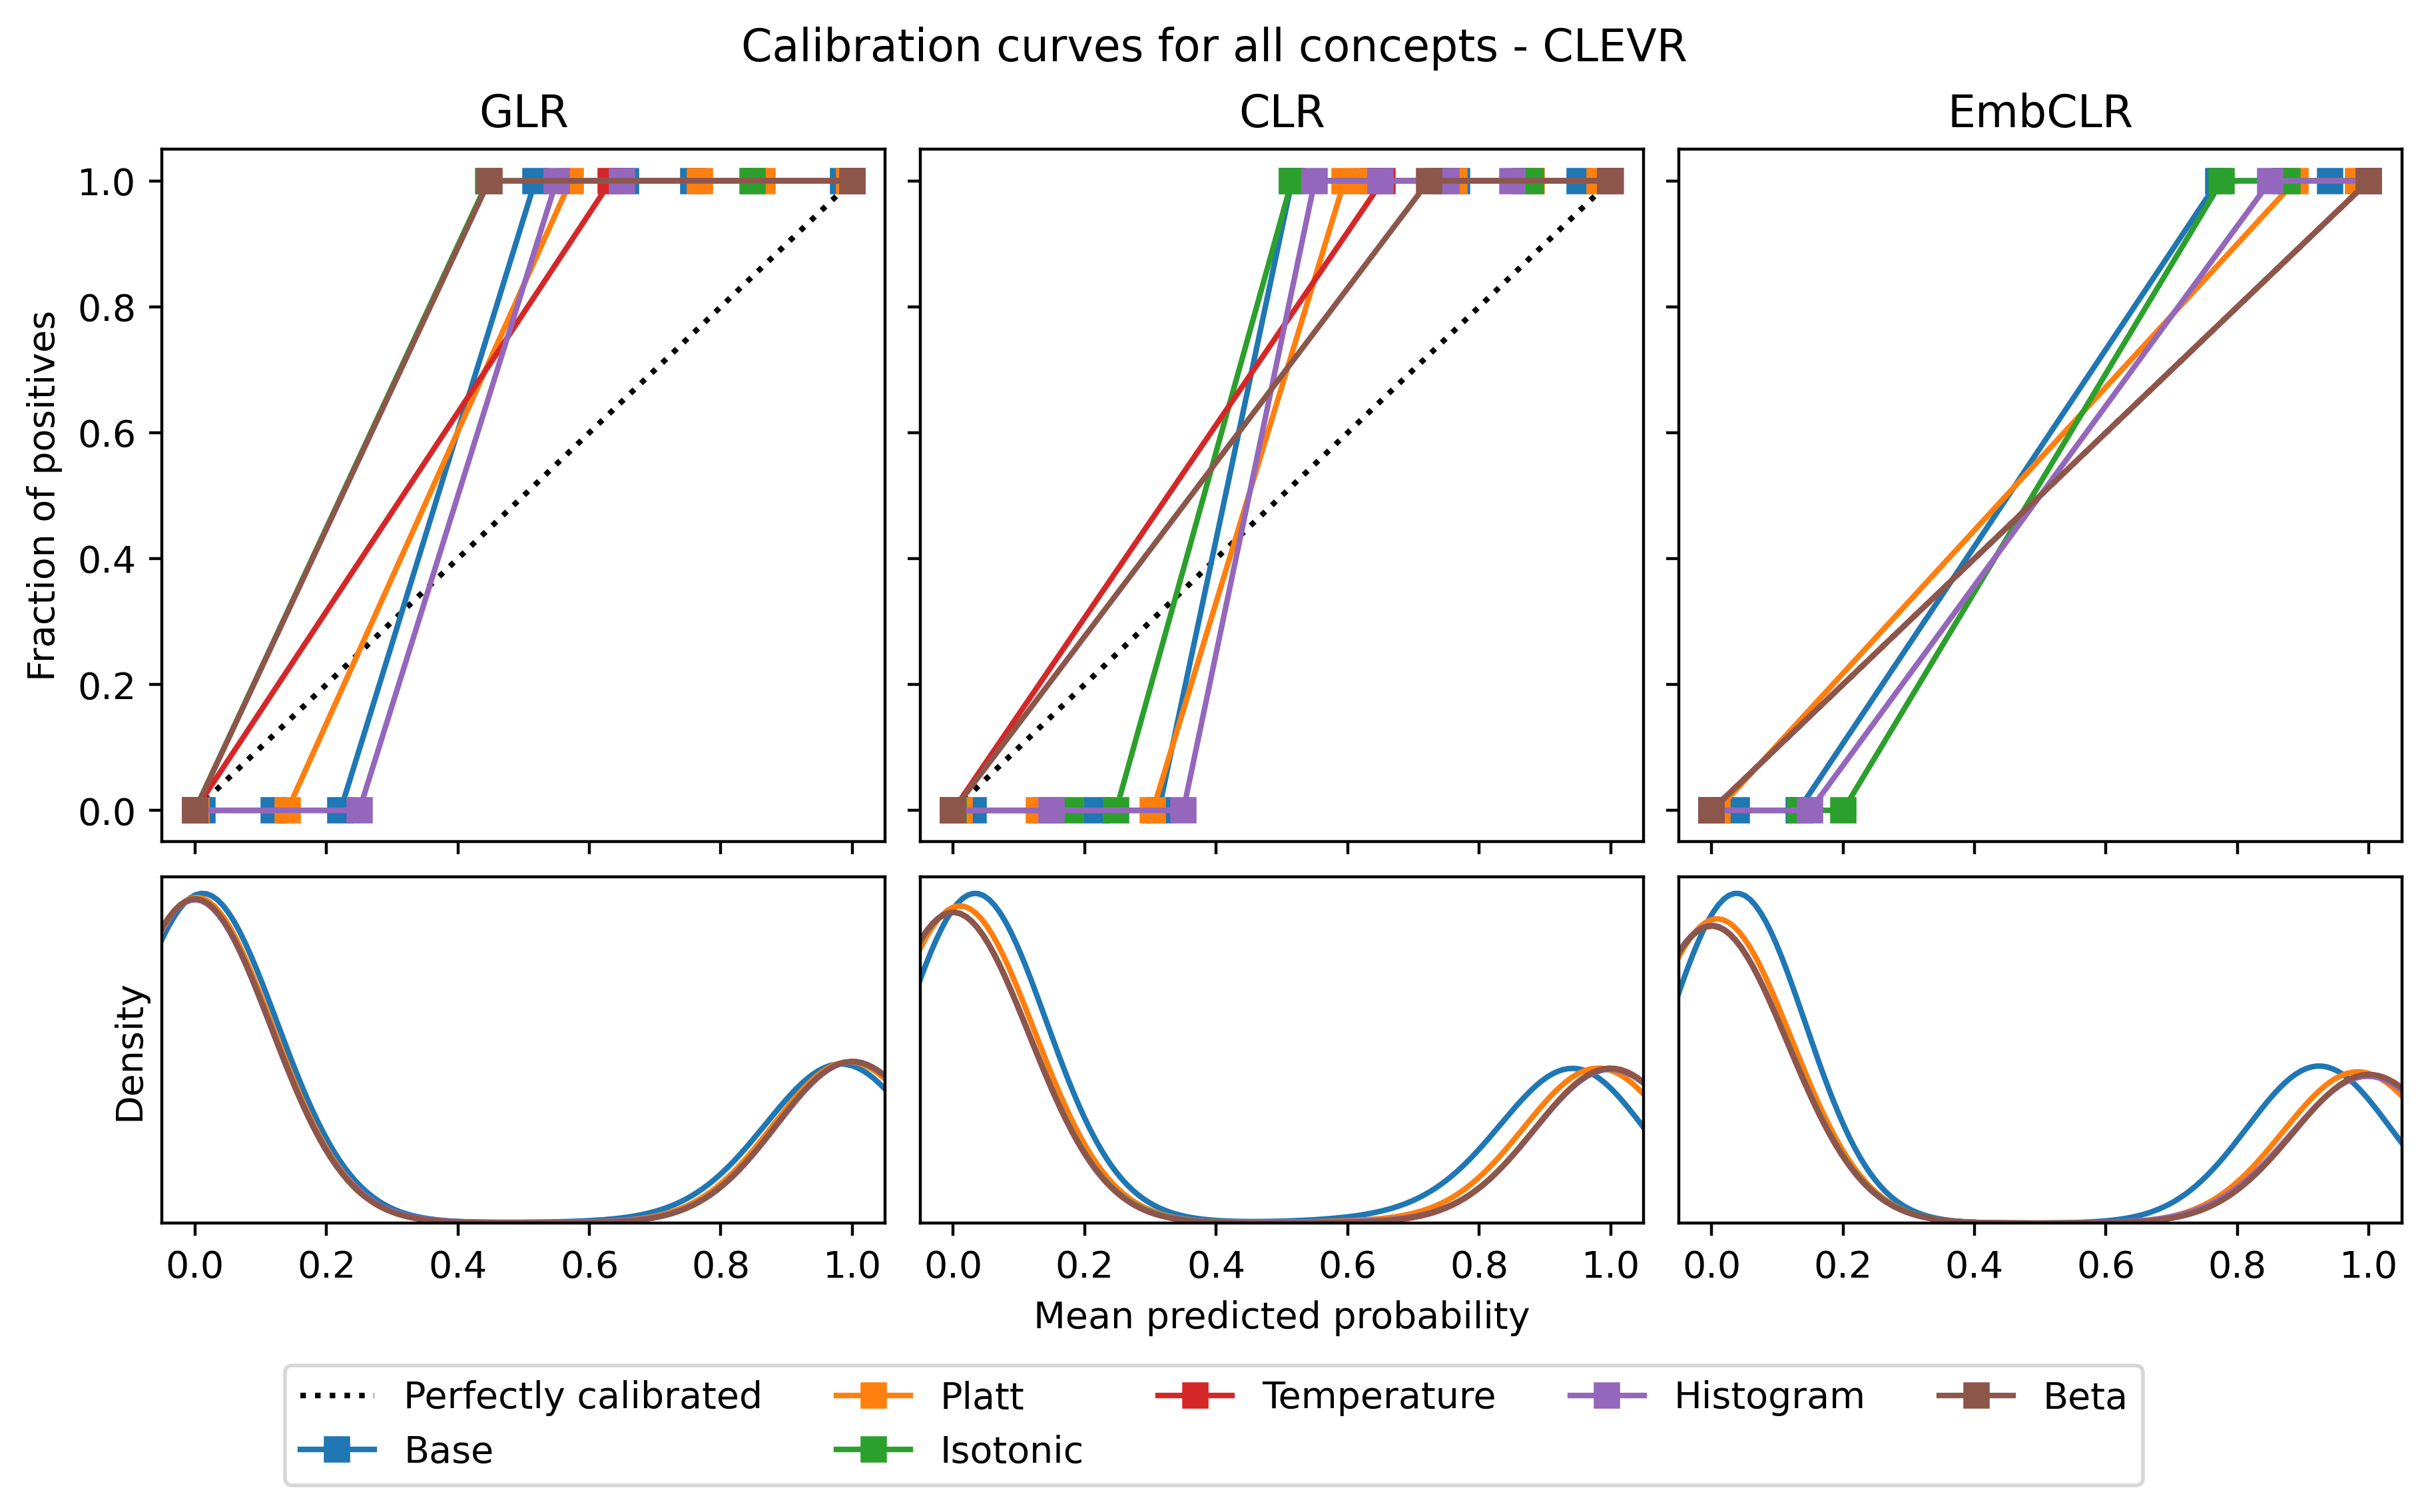 Calibration curves for all concepts - CLEVR
GLR
CLR
EmbCLR
Fraction of positives
1.0
0.8
0.6
0.4
0.2
0.0
Density
0.0 0.2 0.4 0.6 0.8 1.0
0.0 0.2 0.4 0.6 0.8 1.0
0.0 0.2 0.4 0.6 0.8 1.0
Mean predicted probability
Perfectly calibrated
Base
Platt
Isotonic
Temperature
Histogram
Beta